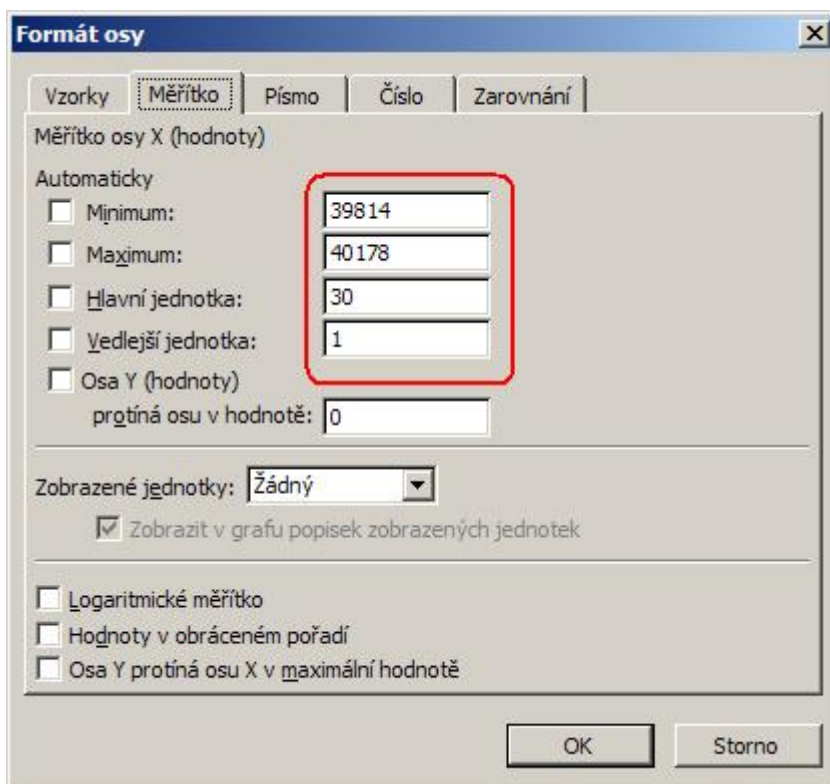 Formát osy
Vzorky Měřítko Písmo Číslo Zarovnání
Měřítko osy X (hodnoty)
Automaticky
Minimum: 39814
Maximum: 40178
Hlavní jednotka: 30
Vedlejší jednotka: 1
Osa Y (hodnoty)
protíná osu v hodnotě: 0
Zobrazené jednotky: Žádný
Zobrazit v grafu popisek zobrazených jednotek
Logaritmické měřítko
Hodnoty v obráceném pořadí
Osa Y protíná osu X v maximální hodnotě
OK Storno